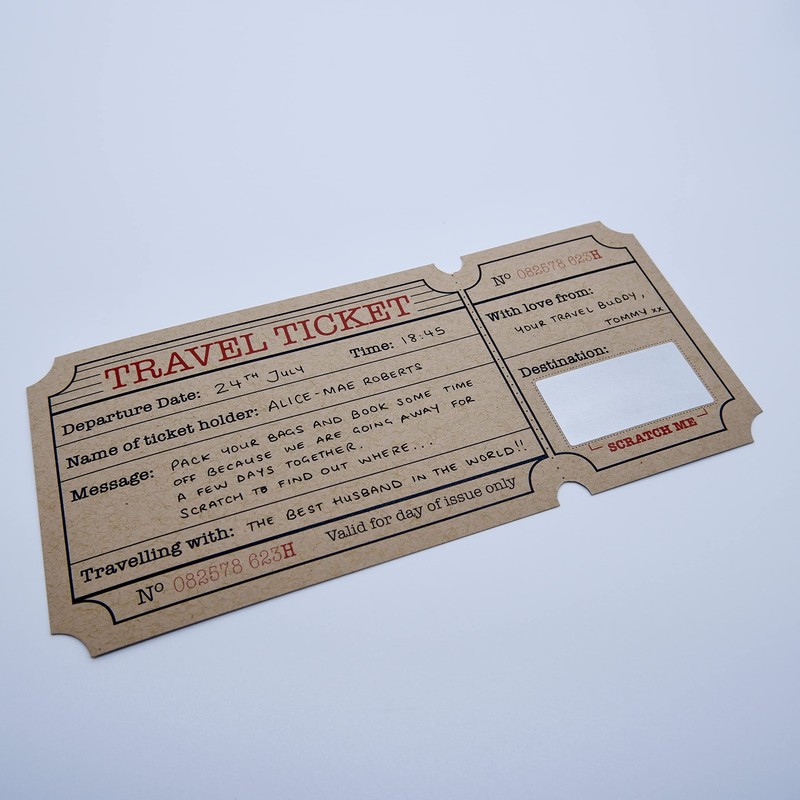 TRAVEL TICKET
Departure Date: 24TH JULY Time: 18:45
Name of ticket holder: ALICE-MAE ROBERTS
Message: PACK YOUR BAGS AND BOOK SOME TIME
OFF BECAUSE WE ARE GOING AWAY FOR
A FEW DAYS TOGETHER.
SCRATCH TO FIND OUT WHERE...
Travelling with: THE BEST HUSBAND IN THE WORLD!!
Nº 082578 623H Valid for day of issue only
Nº 082578 623H
With love from:
YOUR TRAVEL BUDDY,
TOMMY xx
Destination:
SCRATCH ME